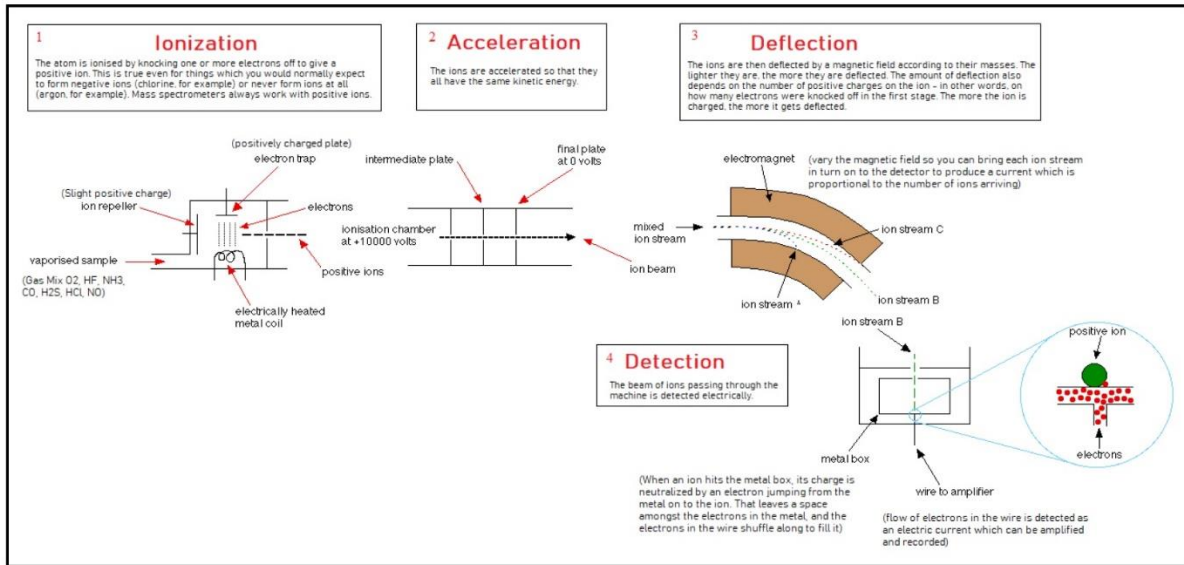 1
Ionization
The atom is ionised by knocking one or more electrons off to give a
positive ion. This is true even for things which you would normally expect
to form negative ions (chlorine, for example) or never form ions at all
(argon, for example). Mass spectrometers always work with positive ions.
2
Acceleration
The ions are accelerated so that they
all have the same kinetic energy.
3
Deflection
The ions are then deflected by a magnetic field according to their masses. The
lighter they are, the more they are deflected. The amount of deflection also
depends on the number of positive charges on the ion - in other words, on
how many electrons were knocked off in the first stage. The more the ion is
charged, the more it gets deflected.
(positively charged plate)
electron trap
(Slight positive charge)
ion repeller
electrons
vaporised sample
positive ions
(Gas Mix O2, HF, NH3,
CO, H2S, HCl, NO)
electrically heated
metal coil
intermediate plate
final plate
at 0 volts
ionisation chamber
at +10000 volts
ion beam
electromagnet
(vary the magnetic field so you can bring each ion stream
in turn on to the detector to produce a current which is
proportional to the number of ions arriving)
mixed
ion stream
ion stream C
ion stream A
ion stream B
4
Detection
The beam of ions passing through the
machine is detected electrically.
ion stream B
positive ion
electrons
metal box
wire to amplifier
(When an ion hits the metal box, its charge is
neutralized by an electron jumping from the
metal on to the ion. That leaves a space
amongst the electrons in the metal, and the
electrons in the wire shuffle along to fill it)
(flow of electrons in the wire is detected as
an electric current which can be amplified
and recorded)